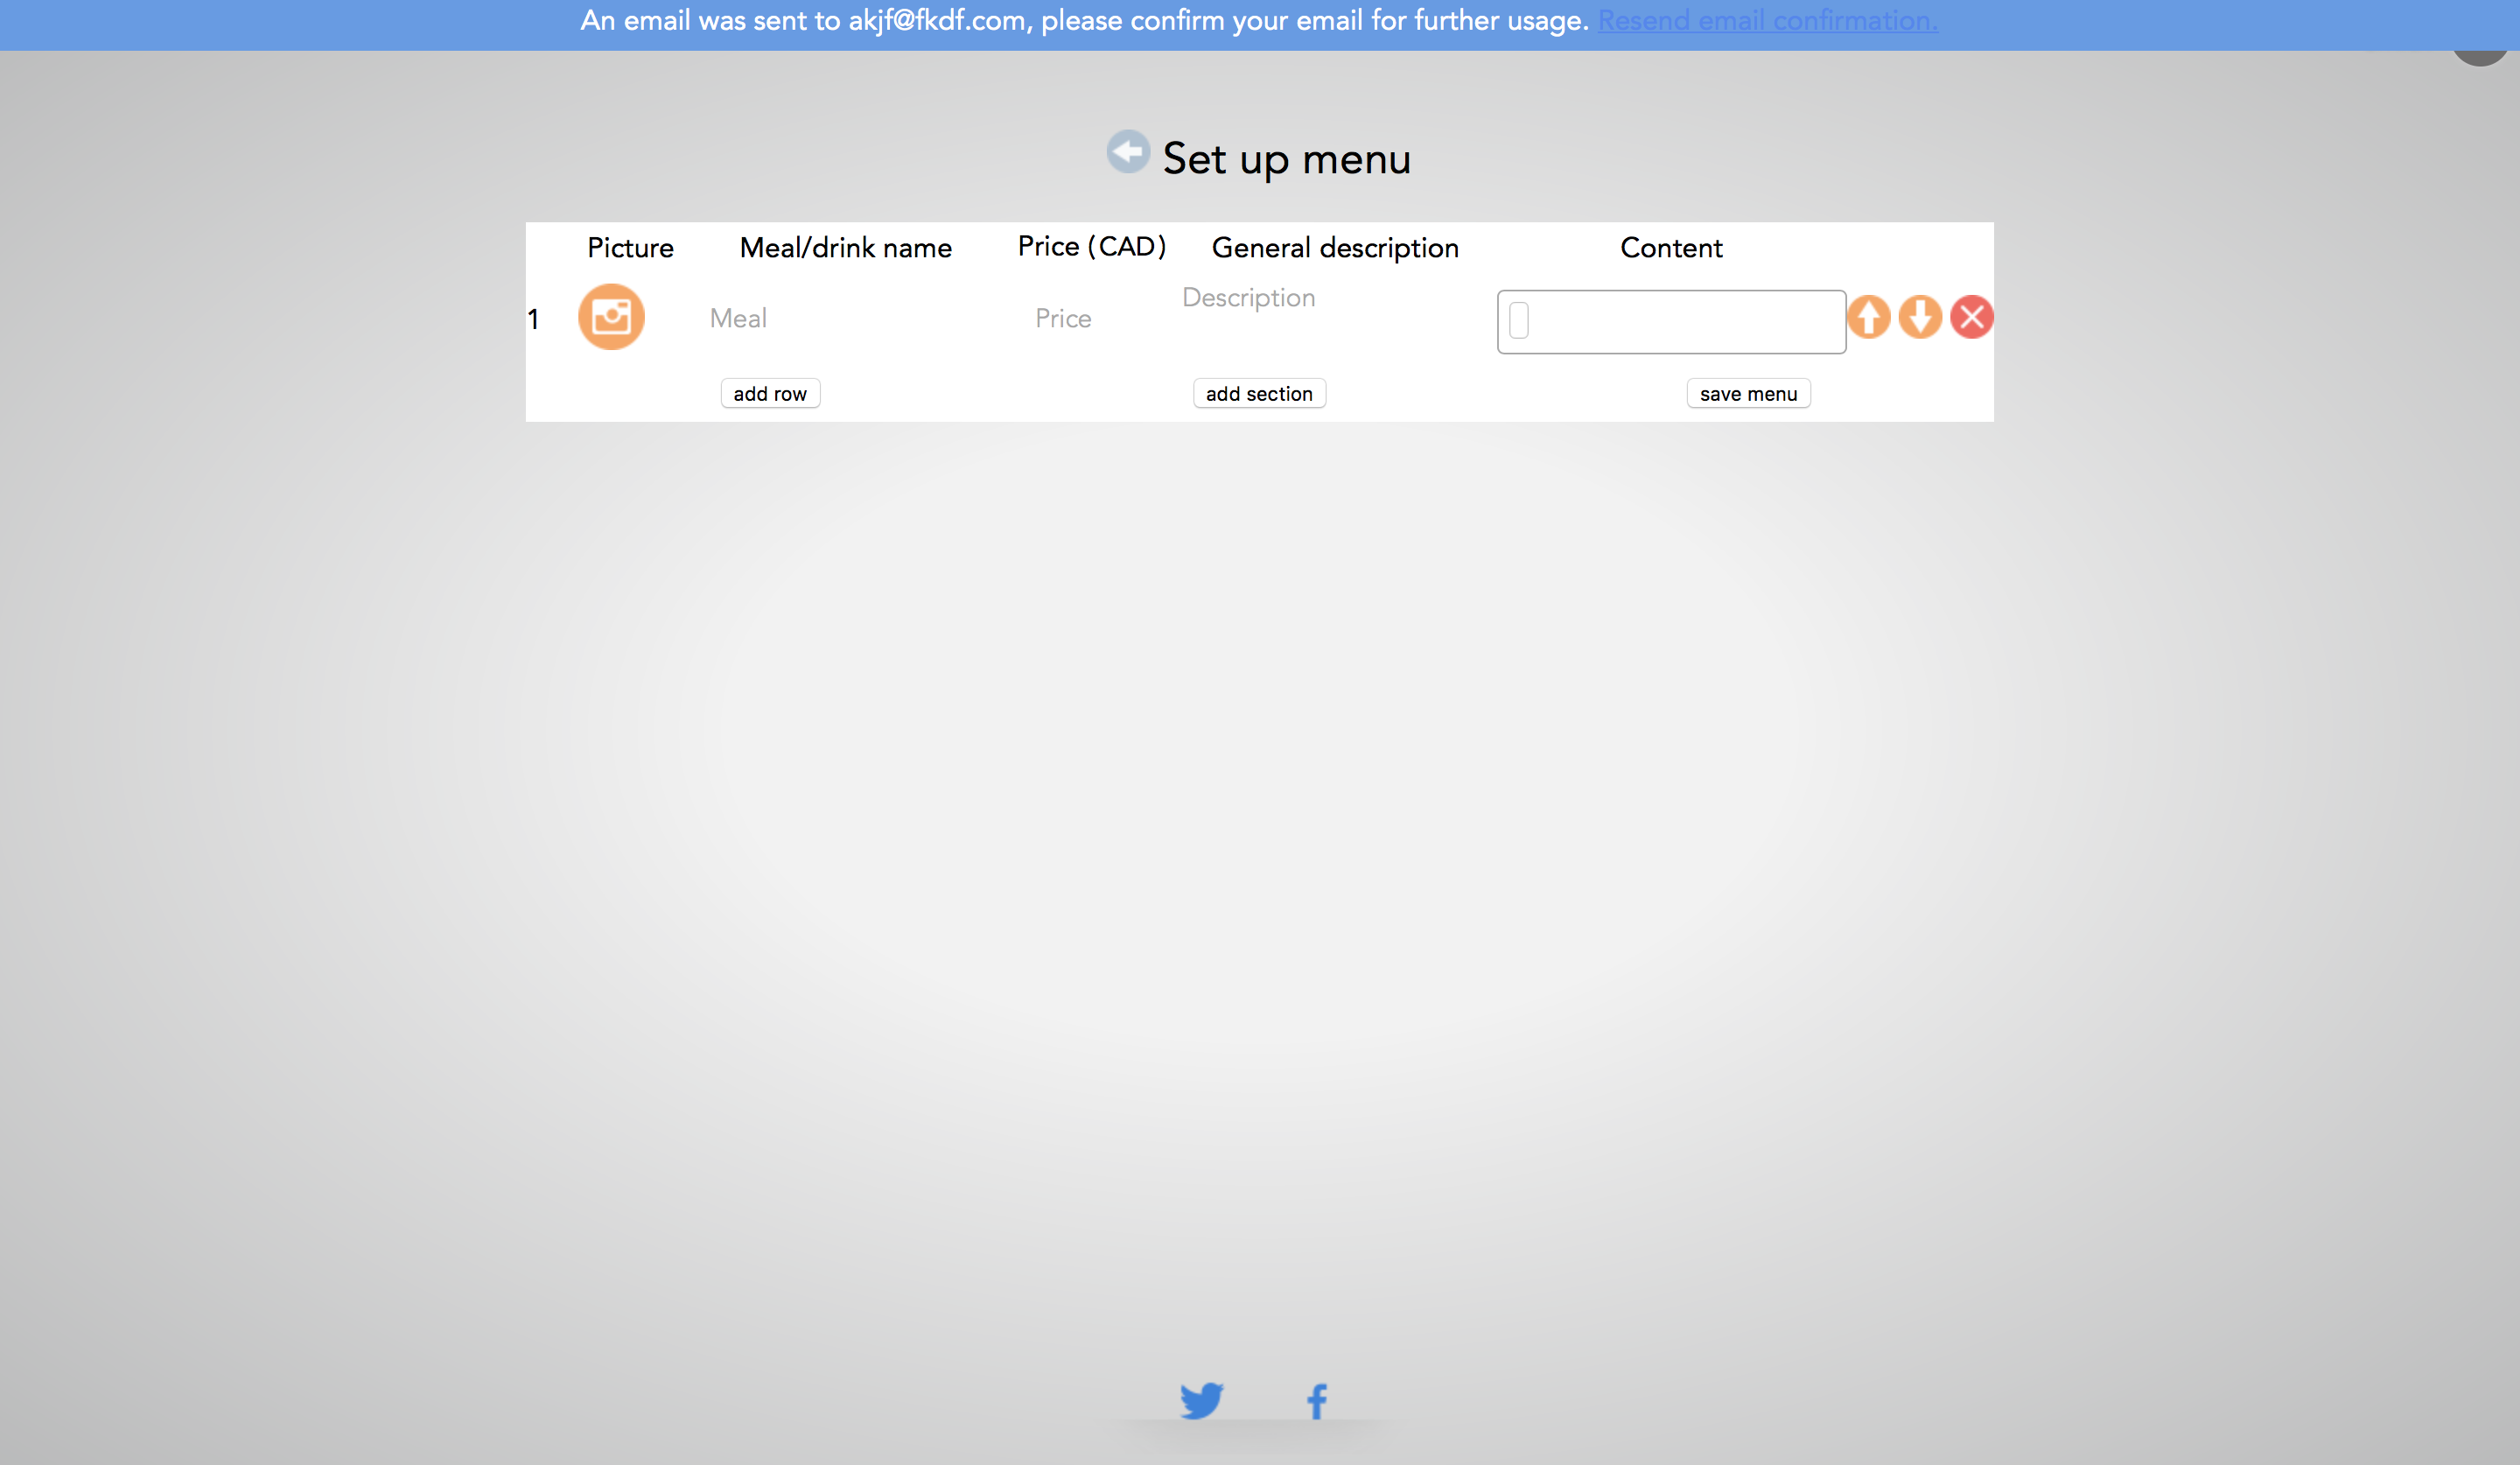 An email was sent to akjf@fkdf.com, please confirm your email for further usage. Resend email confirmation.
Set up menu
Picture Meal/drink name Price (CAD) General description Content
1 Meal Price Description
add row add section save menu